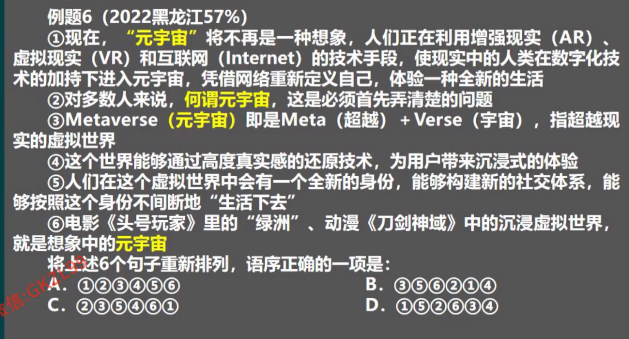 例题6（2022黑龙江57%）
①现在，“元宇宙”将不再是一种想象，人们正在利用增强现实（AR）、
虚拟现实（VR）和互联网（Internet）的技术手段，使现实中的人类在数字化技
术的加持下进入元宇宙，凭借网络重新定义自己，体验一种全新的生活
②对多数人来说，何谓元宇宙，这是必须首先弄清楚的问题
③Metaverse（元宇宙）即是Meta（超越）+Verse（宇宙），指超越现
实的虚拟世界
④这个世界能够通过高度真实感的还原技术，为用户带来沉浸式的体验
⑤人们在这个虚拟世界中会有一个全新的身份，能够构建新的社交体系，能
够按照这个身份不间断地“生活下去”
⑥电影《头号玩家》里的“绿洲”、动漫《刀剑神域》中的沉浸虚拟世界，
就是想象中的元宇宙
将上述6个句子重新排列，语序正确的一项是：
A．①②③④⑤⑥ B．③⑤⑥②①④
C．②③⑤④⑥① D．①⑤②⑥③④